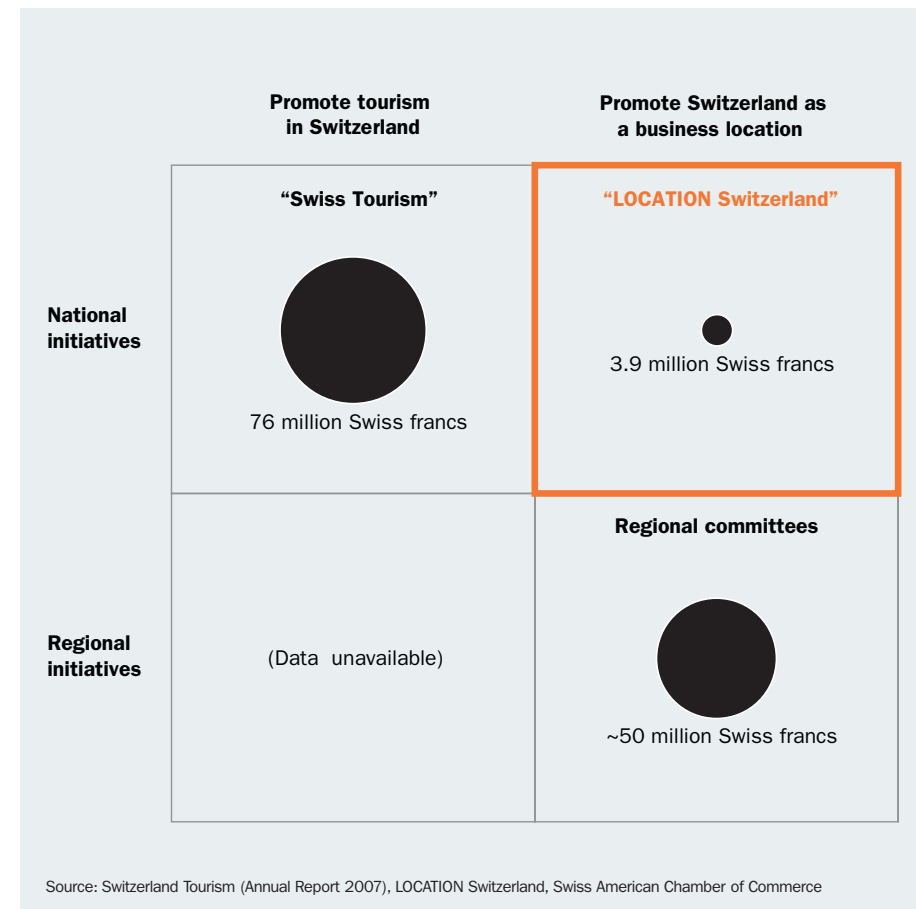 Promote tourism
in Switzerland
Promote Switzerland as
a business location
National
initiatives
“Swiss Tourism”
76 million Swiss francs
“LOCATION Switzerland”
3.9 million Swiss francs
Regional
initiatives
(Data unavailable)
Regional committees
~50 million Swiss francs
Source: Switzerland Tourism (Annual Report 2007), LOCATION Switzerland, Swiss American Chamber of Commerce